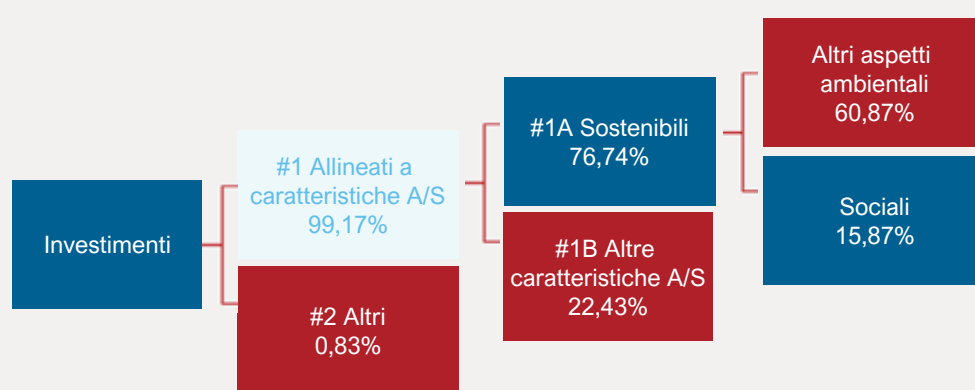 Investimenti
#1 Allineati a
caratteristiche A/S
99,17%
#2 Altri
0,83%
#1A Sostenibili
76,74%
#1B Altre
caratteristiche A/S
22,43%
Altri aspetti
ambientali
60,87%
Sociali
15,87%